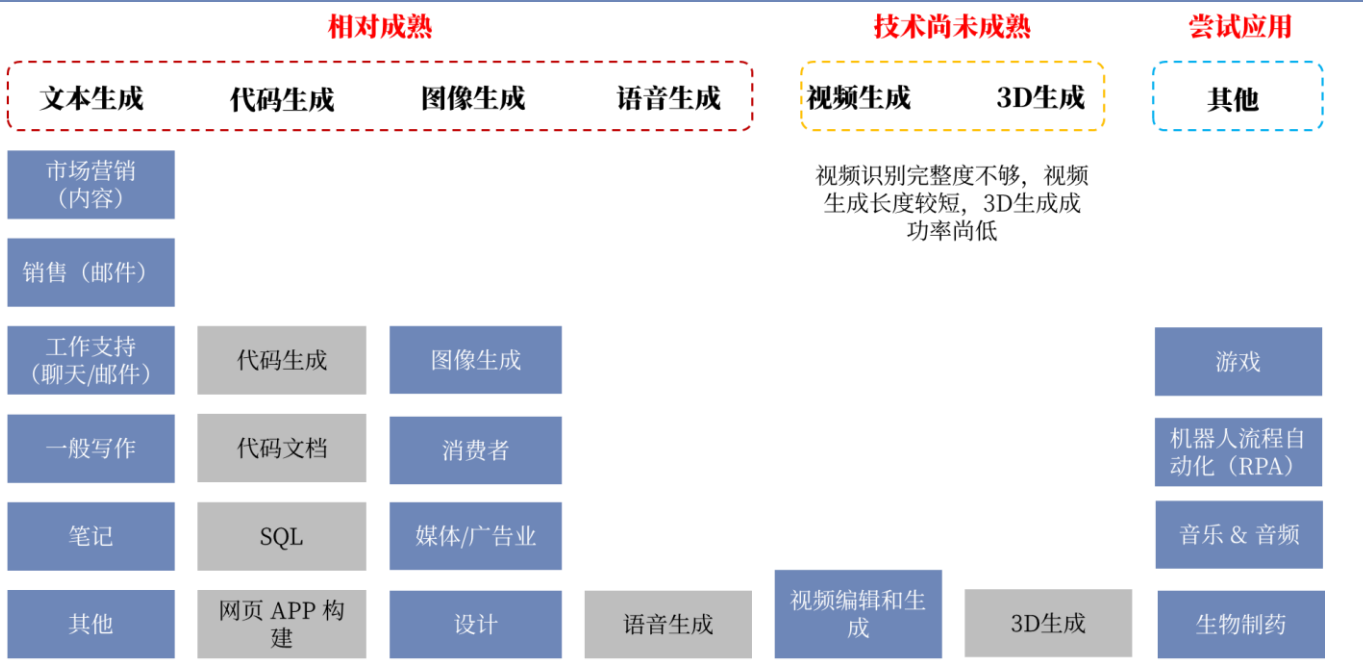 相对成熟
技术尚未成熟
尝试应用
文本生成
代码生成
图像生成
语音生成
视频生成
3D生成
其他
市场营销
（内容）
视频识别完整度不够，视频
生成长度较短，3D生成成
功率尚低
销售（邮件）
工作支持
（聊天/邮件）
代码生成
图像生成
游戏
一般写作
代码文档
消费者
机器人流程自
动化（RPA）
笔记
SQL
媒体/广告业
音乐 & 音频
其他
网页 APP 构
建
设计
语音生成
视频编辑和生
成
3D生成
生物制药